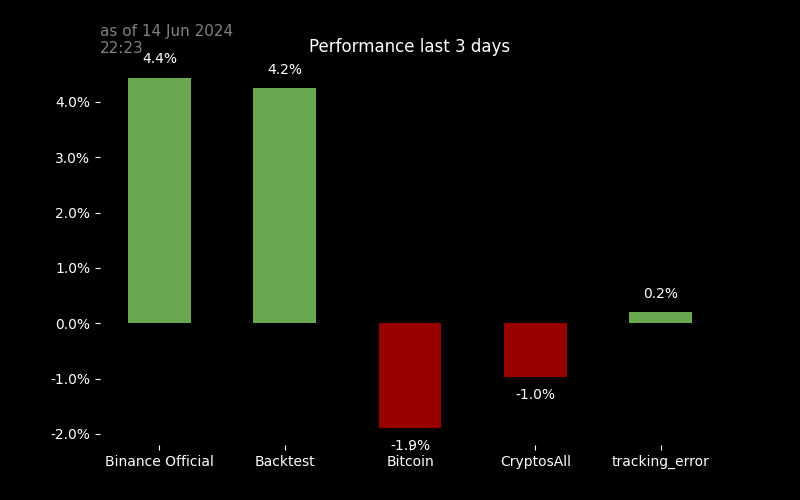 as of 14 Jun 2024
22:23
Performance last 3 days
4.4%
4.2%
4.0%
3.0%
2.0%
1.0%
0.2%
0.0%
-1.0%
-1.0%
-2.0%
-1.9%
Binance Official
Backtest
Bitcoin
CryptosAll
tracking_error